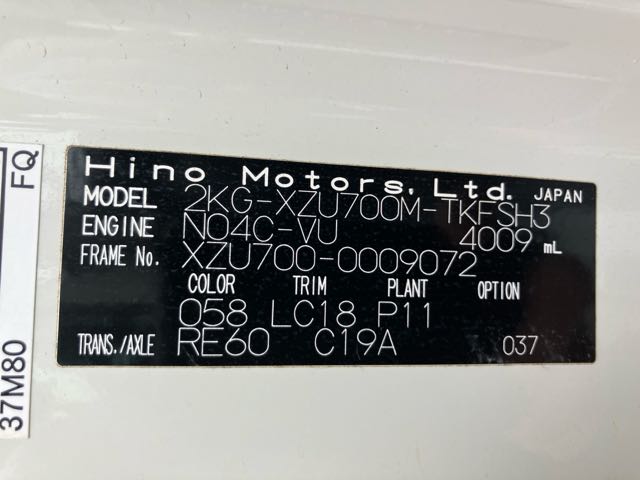 Hino Motors, Ltd. JAPAN
MODEL 2KG-XZU700M-TKFSH3
ENGINE N04C-VU 4009 mL
FRAME No. XZU700-0009072
COLOR TRIM PLANT OPTION
058 LC18 P11
TRANS./AXLE RE60 C19A 037
37M80 FQ